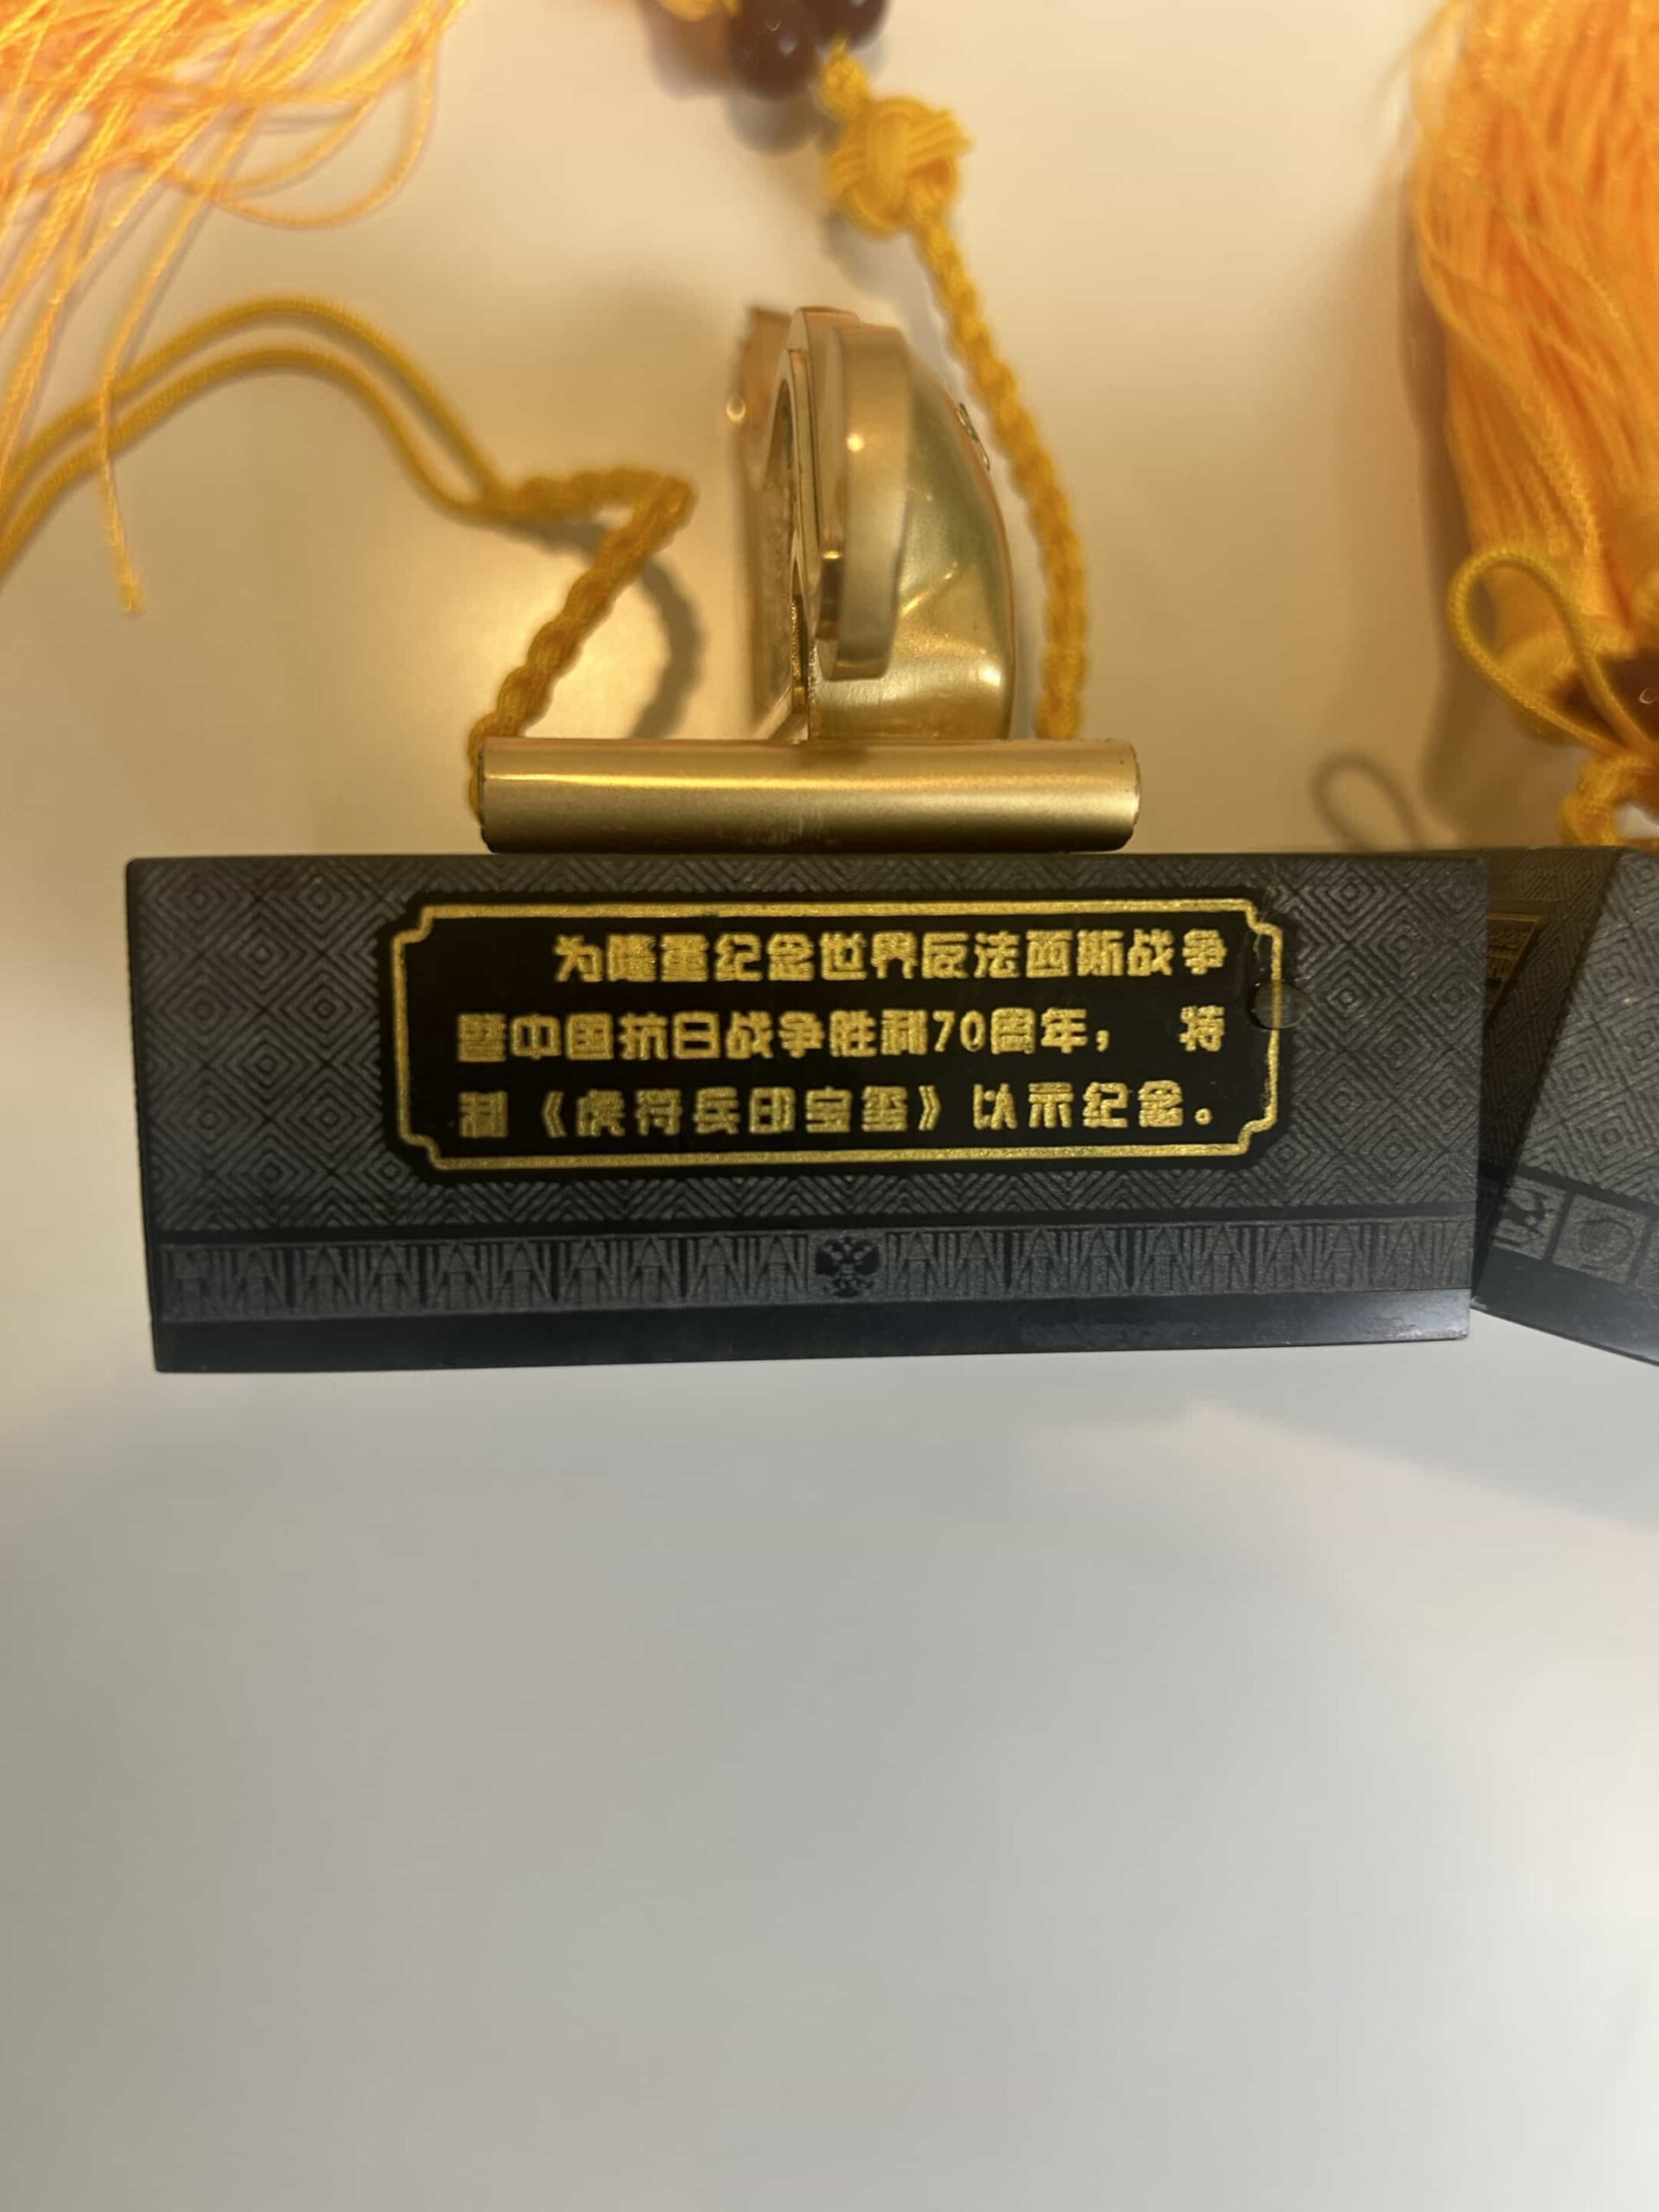 为隆重纪念世界反法西斯战争
暨中国抗日战争胜利70周年， 特
制《虎符兵印宝玺》以示纪念。